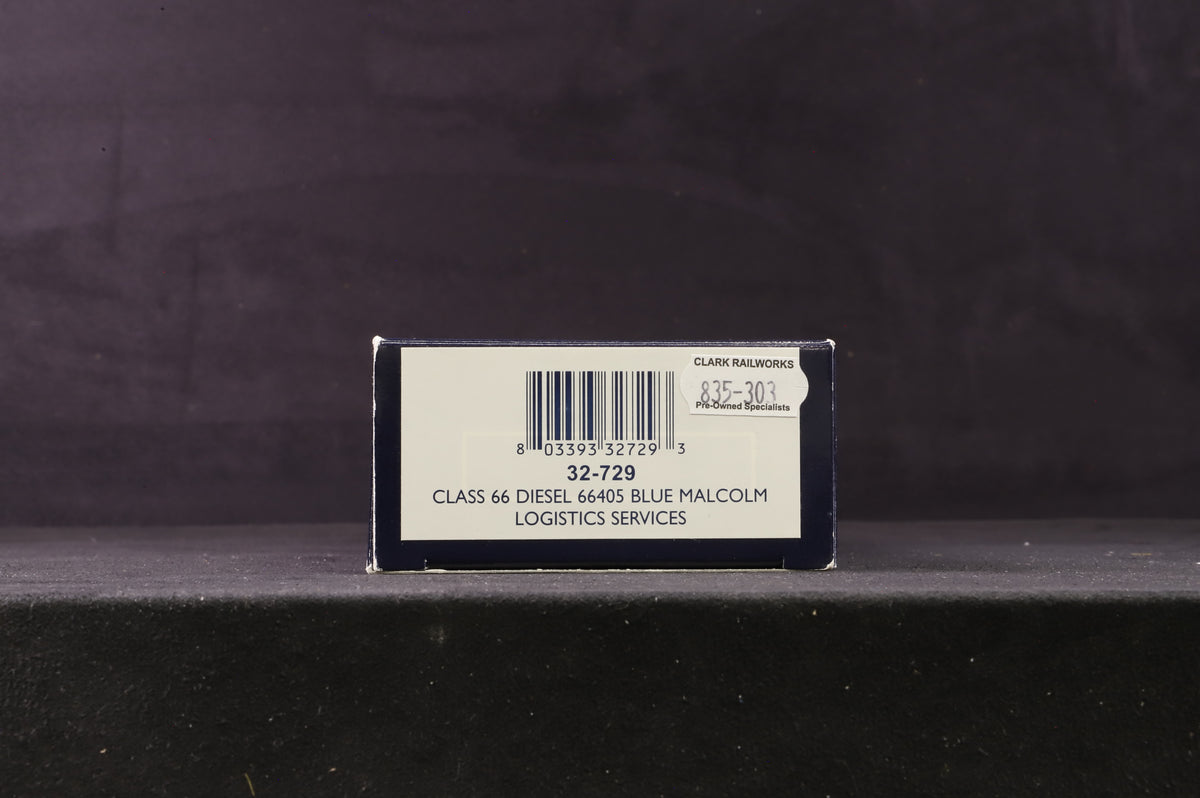 CLARK RAILWORKS
835-303
Pre-Owned Specialists
8 03393 32729 3
32-729
CLASS 66 DIESEL 66405 BLUE MALCOLM
LOGISTICS SERVICES